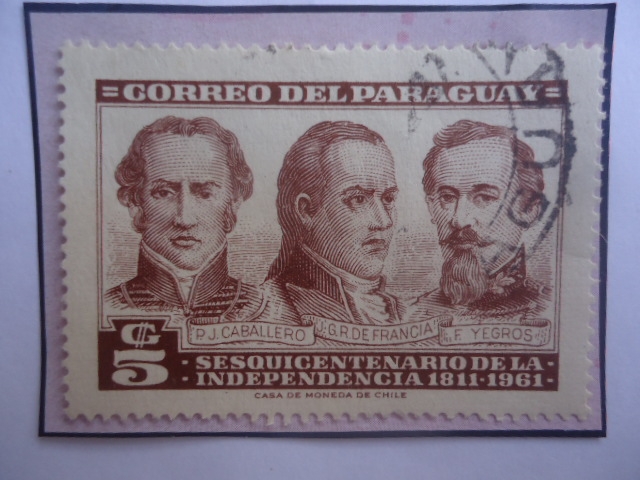 =CORREO DEL PARAGUAY=
P.J. CABALLERO J.G.R. DE FRANCIA F. YEGROS
₲ 5
· SESQUICENTENARIO DE LA ·
· INDEPENDENCIA 1811·1961 ·
CASA DE MONEDA DE CHILE